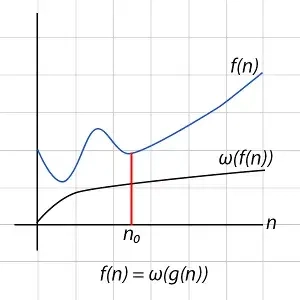 f(n)
ω(f(n))
n
n₀
f(n) = ω(g(n))